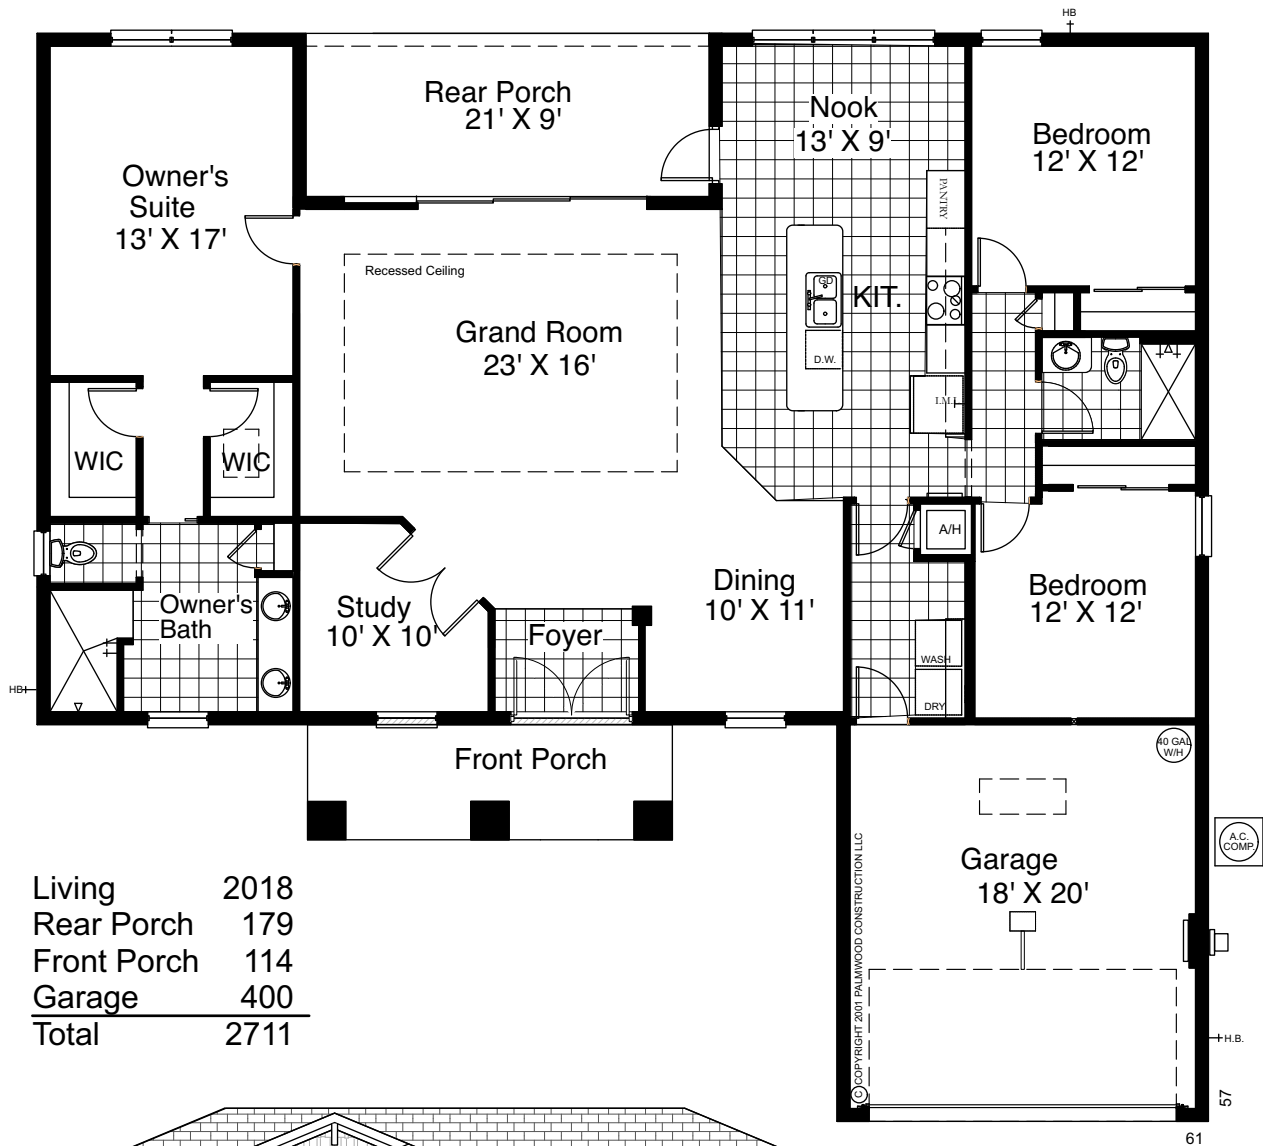 HB
Rear Porch
21' X 9'
Nook
13' X 9'
Bedroom
12' X 12'
Owner's
Suite
13' X 17'
PANTRY
Recessed Ceiling
GD
KIT.
Grand Room
23' X 16'
D.W.
WIC
WIC
A/H
Owner's
Bath
Study
10' X 10'
Foyer
Dining
10' X 11'
Bedroom
12' X 12'
WASH
DRY
HB
Front Porch
40 GAL
W/H
A.C.
COMP.
Garage
18' X 20'
© COPYRIGHT 2001 PALMWOOD CONSTRUCTION LLC
Living 2018
Rear Porch 179
Front Porch 114
Garage 400
Total 2711
H.B.
57
61